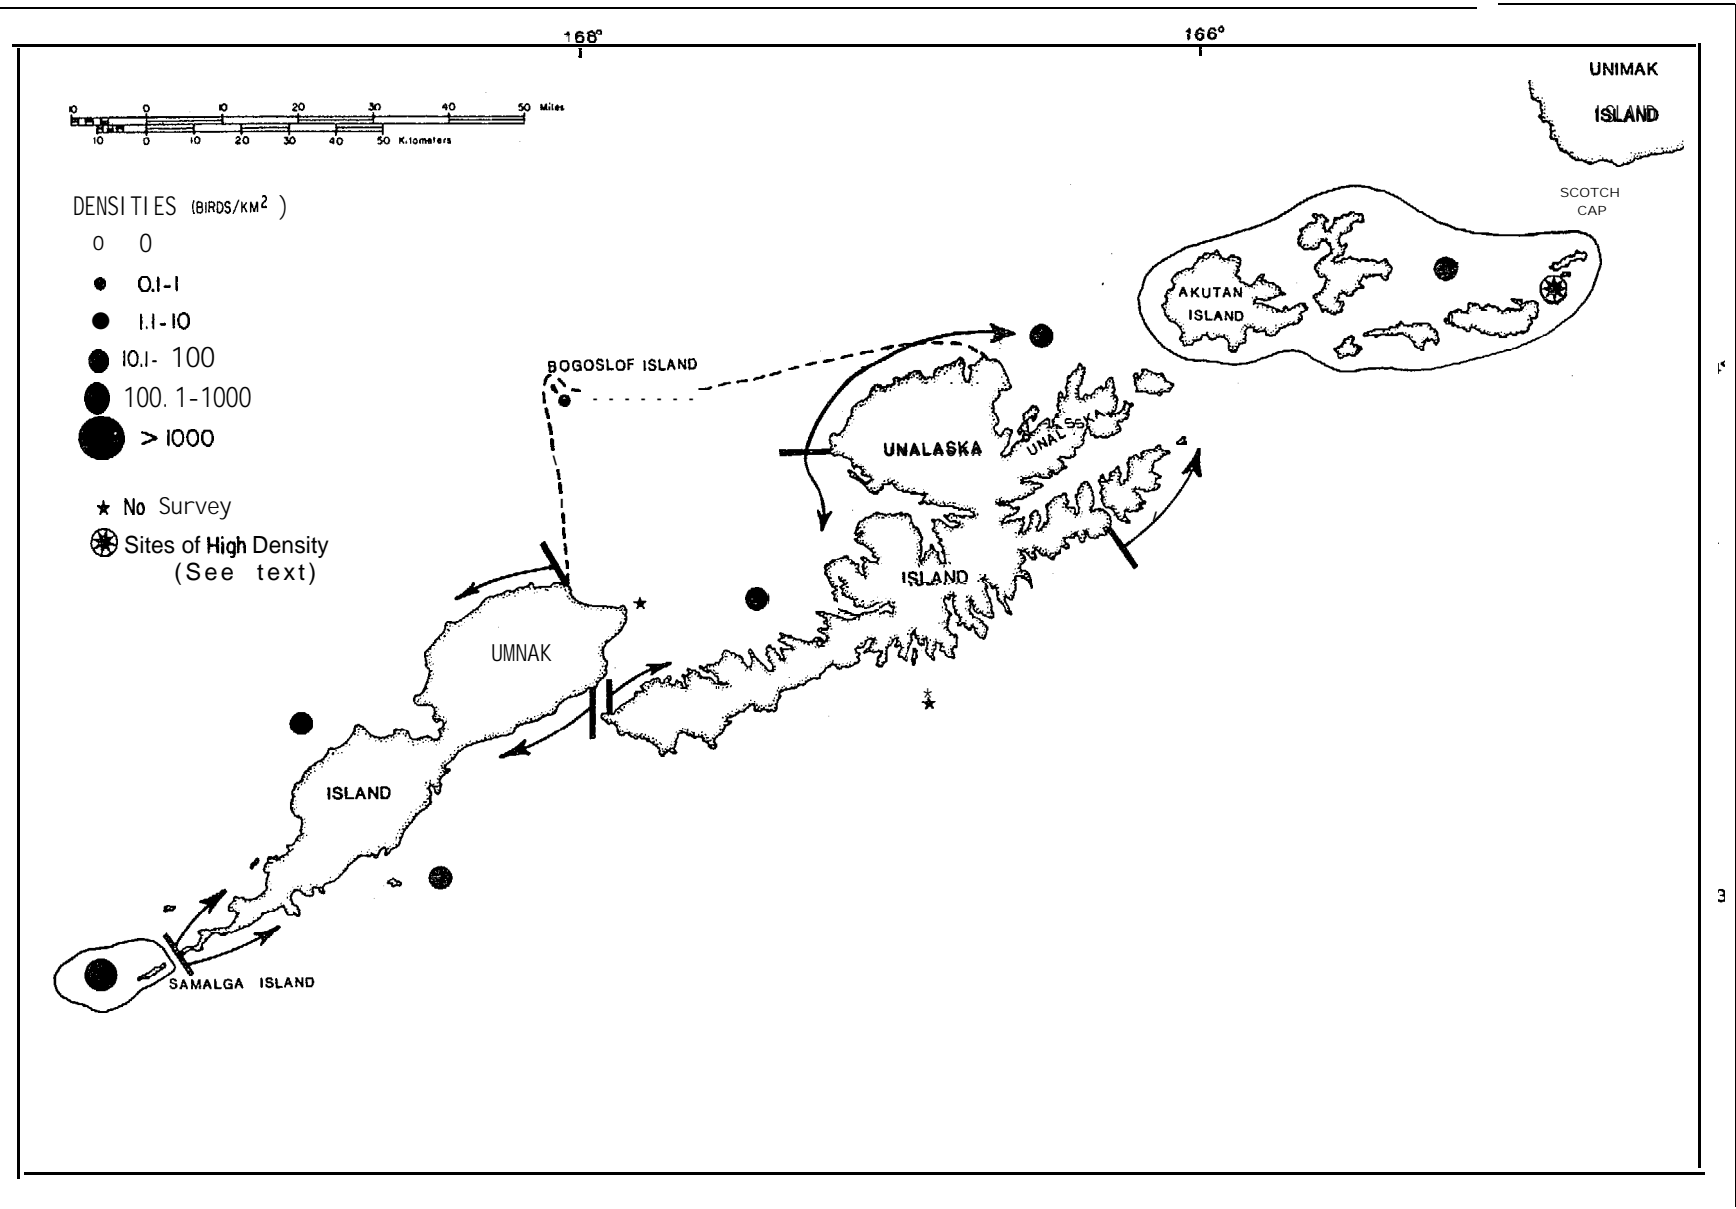 168° 166°
UNIMAK
ISLAND
10 0 10 20 30 40 50 Miles
10 0 10 20 30 40 50 Kilometers
SCOTCH
CAP
DENSITIES (BIRDS/KM2 )
0
0.1-1
1.1-10
10.1- 100
100. 1-1000
> 1000
No Survey
Sites of High Density
(See text)
AKUTAN
ISLAND
BOGOSLOF ISLAND
UNALASKA
UNALASKA
ISLAND
UMNAK
ISLAND
SAMALGA ISLAND
3